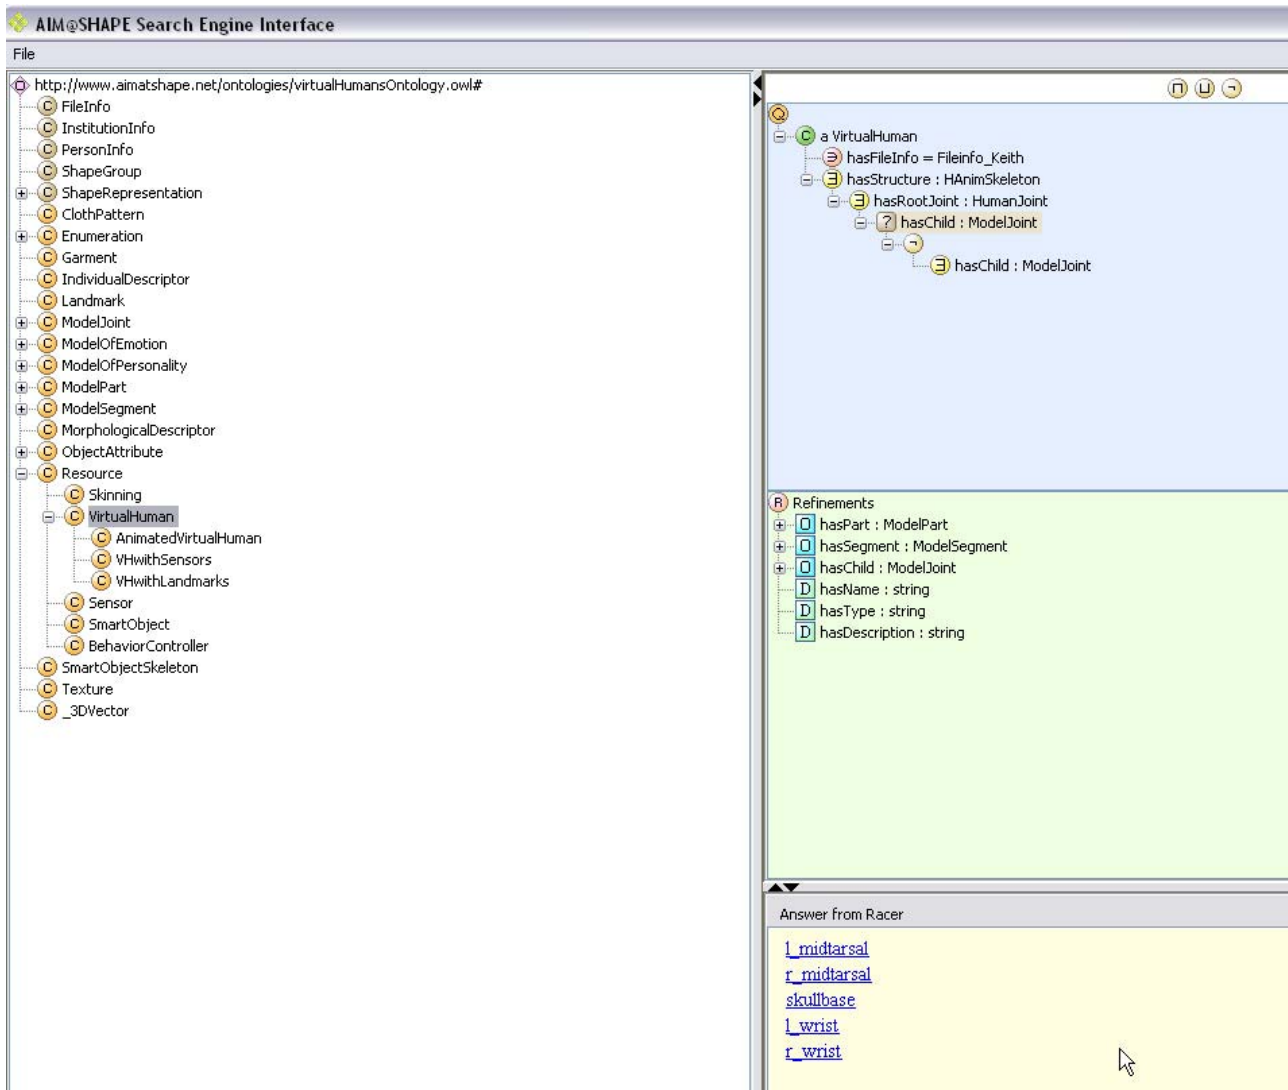 AIM@SHAPE Search Engine Interface
File
http://www.aimatshape.net/ontologies/virtualHumansOntology.owl#
C FileInfo
C InstitutionInfo
C PersonInfo
C ShapeGroup
C ShapeRepresentation
C ClothPattern
C Enumeration
C Garment
C IndividualDescriptor
C Landmark
C ModelJoint
C ModelOfEmotion
C ModelOfPersonality
C ModelPart
C ModelSegment
C MorphologicalDescriptor
C ObjectAttribute
C Resource
C Skinning
C VirtualHuman
C AnimatedVirtualHuman
C VHwithSensors
C VHwithLandmarks
C Sensor
C SmartObject
C BehaviorController
C SmartObjectSkeleton
C Texture
C _3DVector
⊓ ⊔ ¬
Q
C a VirtualHuman
∋ hasFileInfo = Fileinfo_Keith
∃ hasStructure : HAnimSkeleton
∃ hasRootJoint : HumanJoint
? hasChild : ModelJoint
¬
∃ hasChild : ModelJoint
R Refinements
O hasPart : ModelPart
O hasSegment : ModelSegment
O hasChild : ModelJoint
D hasName : string
D hasType : string
D hasDescription : string
Answer from Racer
l_midtarsal
r_midtarsal
skullbase
l_wrist
r_wrist